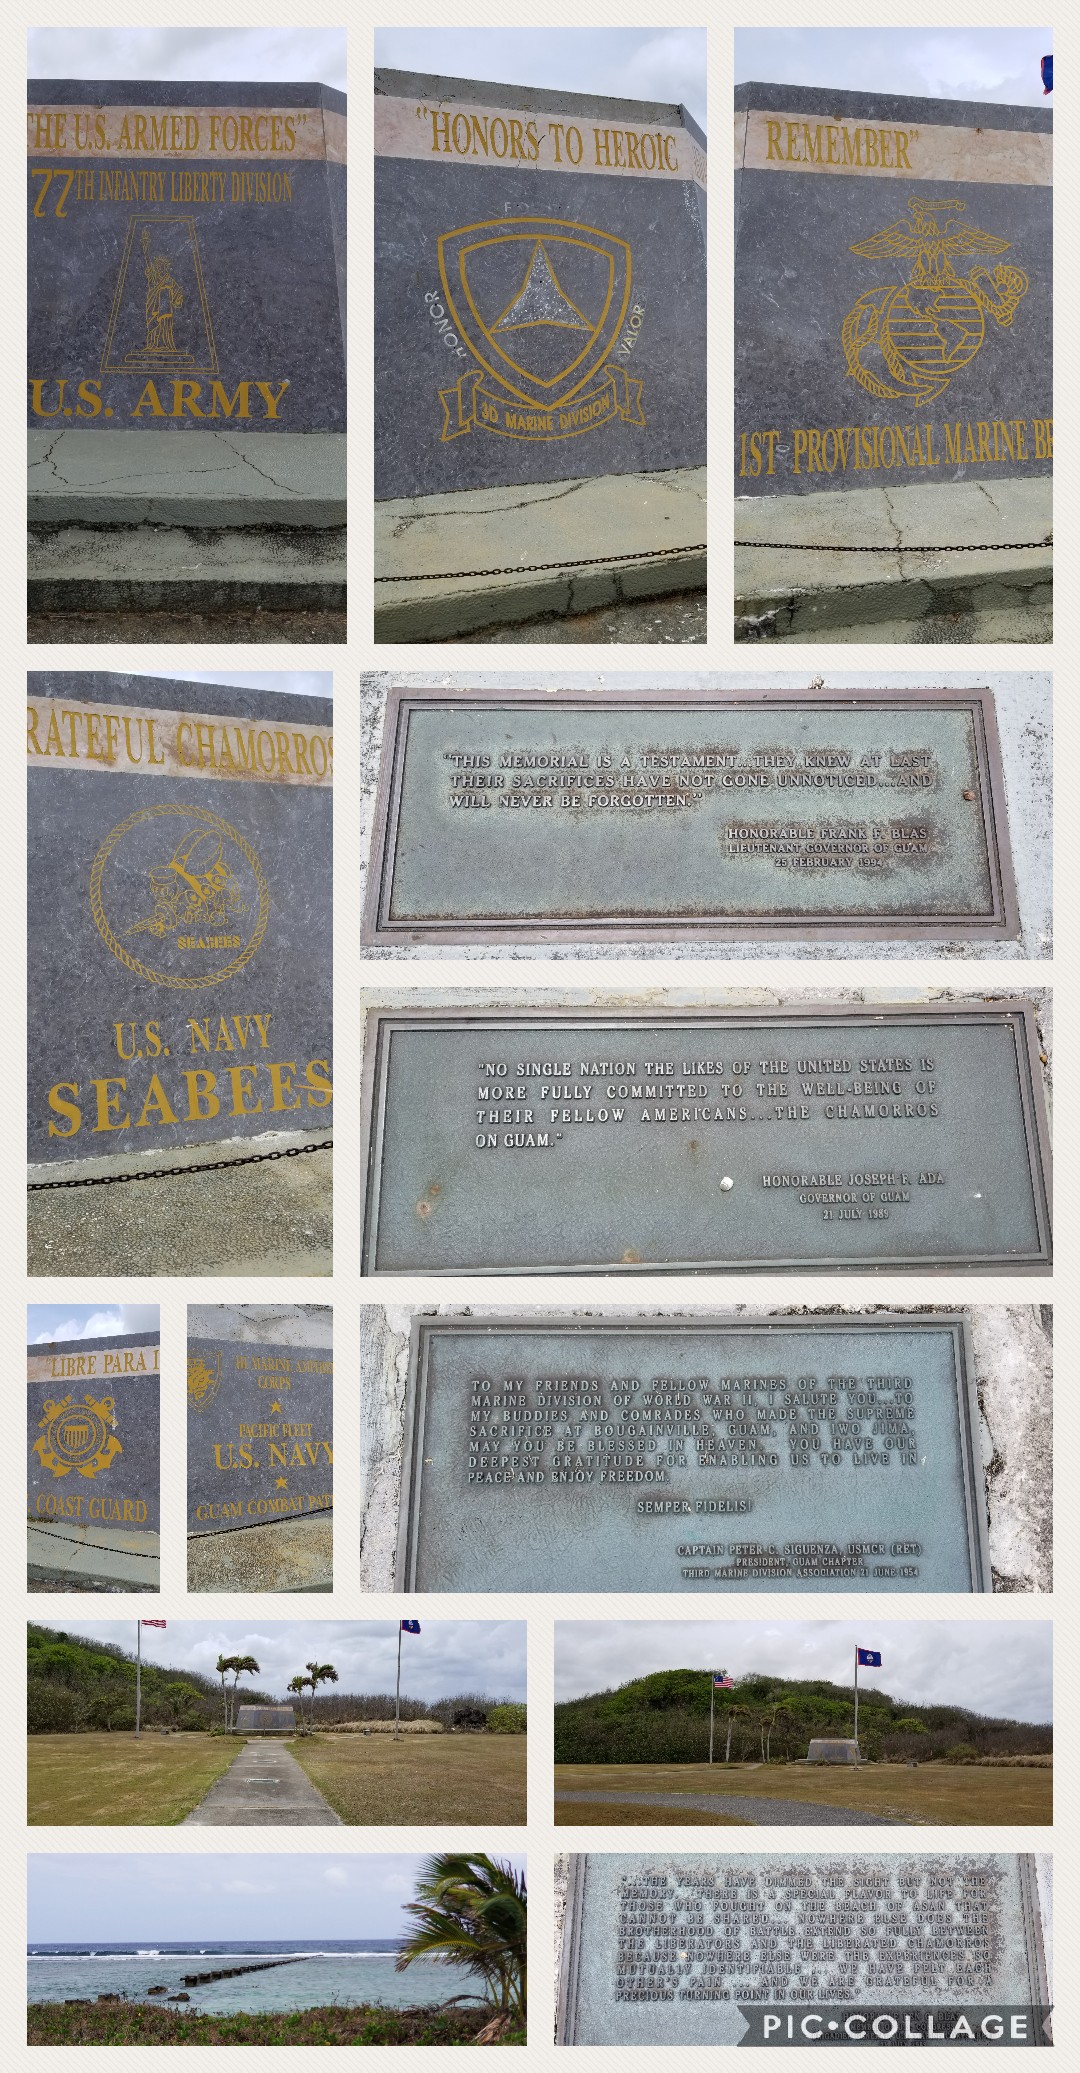 THE U.S. ARMED FORCES"
77TH INFANTRY LIBERTY DIVISION
U.S. ARMY
"HONORS TO HEROIC
HONOR
VALOR
3D MARINE DIVISION
REMEMBER"
1ST PROVISIONAL MARINE
RATEFUL CHAMORROS
SEABEES
U.S. NAVY
SEABEES
"THIS MEMORIAL IS A TESTAMENT...THEY KNEW AT LAST
THEIR SACRIFICES HAVE NOT GONE UNNOTICED...AND
WILL NEVER BE FORGOTTEN."
HONORABLE FRANK F. BLAS
LIEUTENANT GOVERNOR OF GUAM
25 FEBRUARY 1994
"NO SINGLE NATION THE LIKES OF THE UNITED STATES IS
MORE FULLY COMMITTED TO THE WELL-BEING OF
THEIR FELLOW AMERICANS...THE CHAMORROS
ON GUAM."
HONORABLE JOSEPH F. ADA
GOVERNOR OF GUAM
21 JULY 1989
"LIBRE PARA
COAST GUARD
MARINE
CORPS
PACIFIC FLEET
U.S. NAVY
GUAM COMBAT PAT
TO MY FRIENDS AND FELLOW MARINES OF THE THIRD
MARINE DIVISION OF WORLD WAR II, I SALUTE YOU...TO
MY BUDDIES AND COMRADES WHO MADE THE SUPREME
SACRIFICE AT BOUGAINVILLE, GUAM, AND IWO JIMA,
MAY YOU BE BLESSED IN HEAVEN. YOU HAVE OUR
DEEPEST GRATITUDE FOR ENABLING US TO LIVE IN
PEACE AND ENJOY FREEDOM.
SEMPER FIDELIS!
CAPTAIN PETER C. SIGUENZA, USMCR (RET)
PRESIDENT, GUAM CHAPTER
THIRD MARINE DIVISION ASSOCIATION 21 JUNE 1954
"...THE YEARS HAVE DIMMED THE SIGHT BUT NOT THE
MEMORY... THERE IS A SPECIAL FLAVOR TO LIFE FOR
THOSE WHO FOUGHT ON THE BEACH OF ASAN THAT
CANNOT BE SHARED... NOWHERE ELSE DOES THE
BROTHERHOOD OF BATTLE EXTEND SO FULLY BETWEEN
THE LIBERATORS AND THE LIBERATED CHAMORROS
BECAUSE NOWHERE ELSE WERE THE EXPERIENCES SO
MUTUALLY IDENTIFIABLE ... WE HAVE FELT EACH
OTHER'S PAIN ... AND WE ARE GRATEFUL FOR A
PRECIOUS TURNING POINT IN OUR LIVES."
PIC•COLLAGE